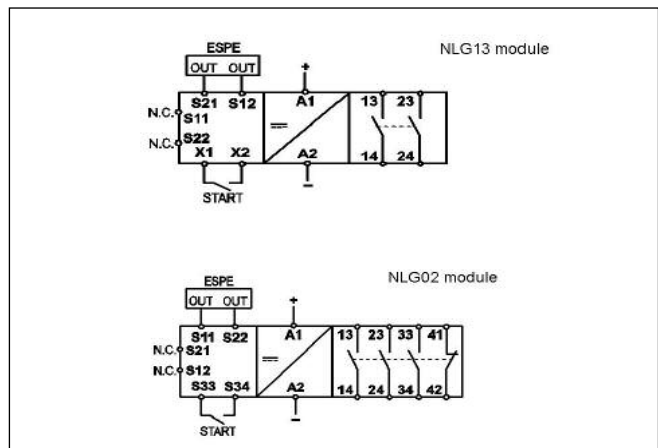 NLG13 module
ESPE
OUT OUT
+
S21 S12 A1 13 23
N.C. S11
N.C. S22
X1 X2 A2 14 24
START
–
NLG02 module
ESPE
OUT OUT
+
S11 S22 A1 13 23 33 41
N.C. S21
N.C. S12
S33 S34 A2 14 24 34 42
START
–